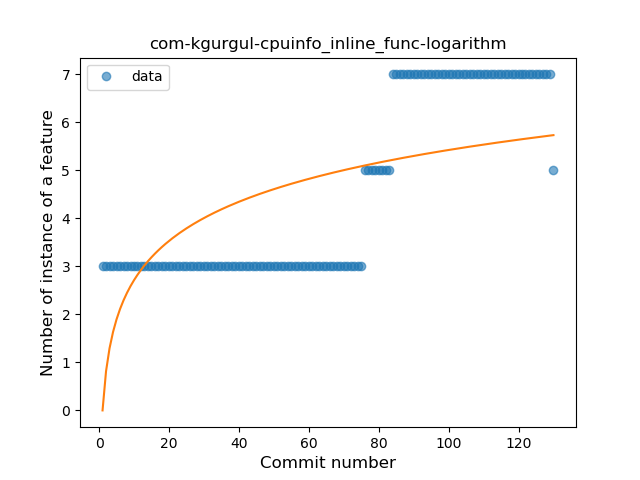 com-kgurgul-cpuinfo_inline_func-logarithm
data
Number of instance of a feature
7
6
5
4
3
2
1
0
0 20 40 60 80 100 120
Commit number